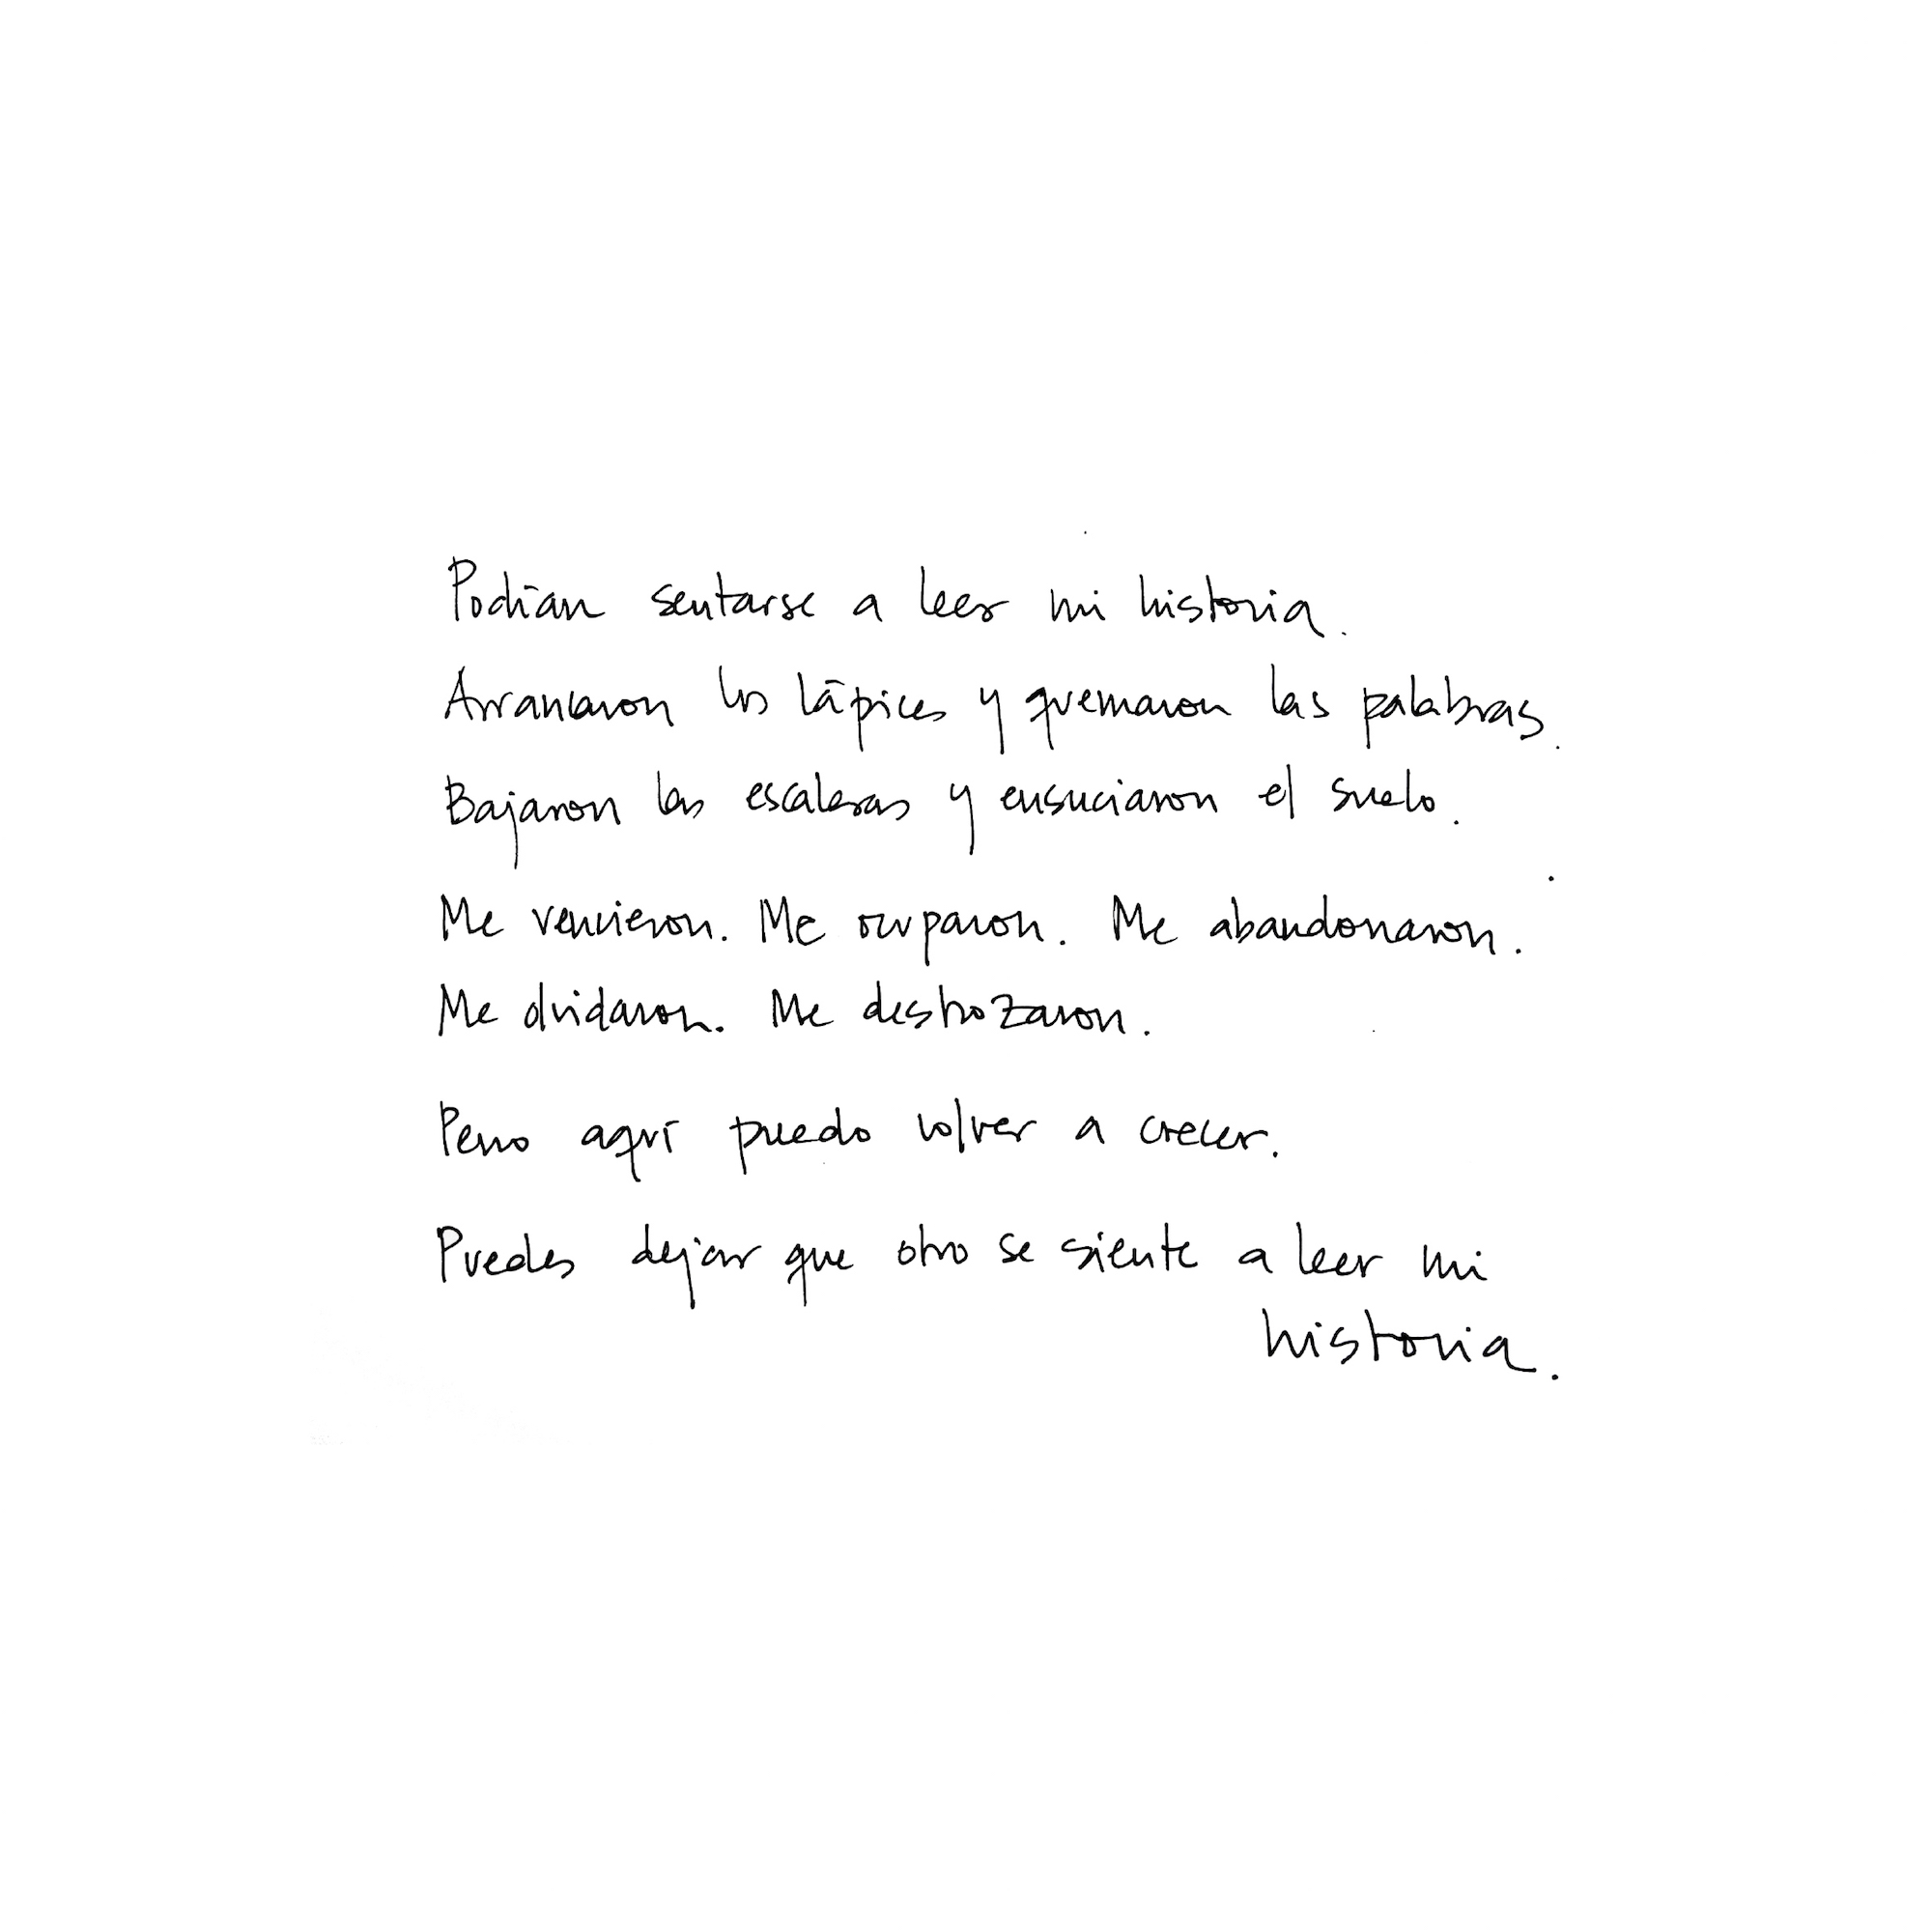 Podían sentarse a leer mi historia.
Arrancaron los lápices y quemaron las palabras.
Bajaron las escaleras y ensuciaron el suelo.
Me vencieron. Me ocuparon. Me abandonaron.
Me olvidaron. Me destrozaron.
Pero aquí puedo volver a crecer.
Puedes dejar que otro se siente a leer mi
historia.